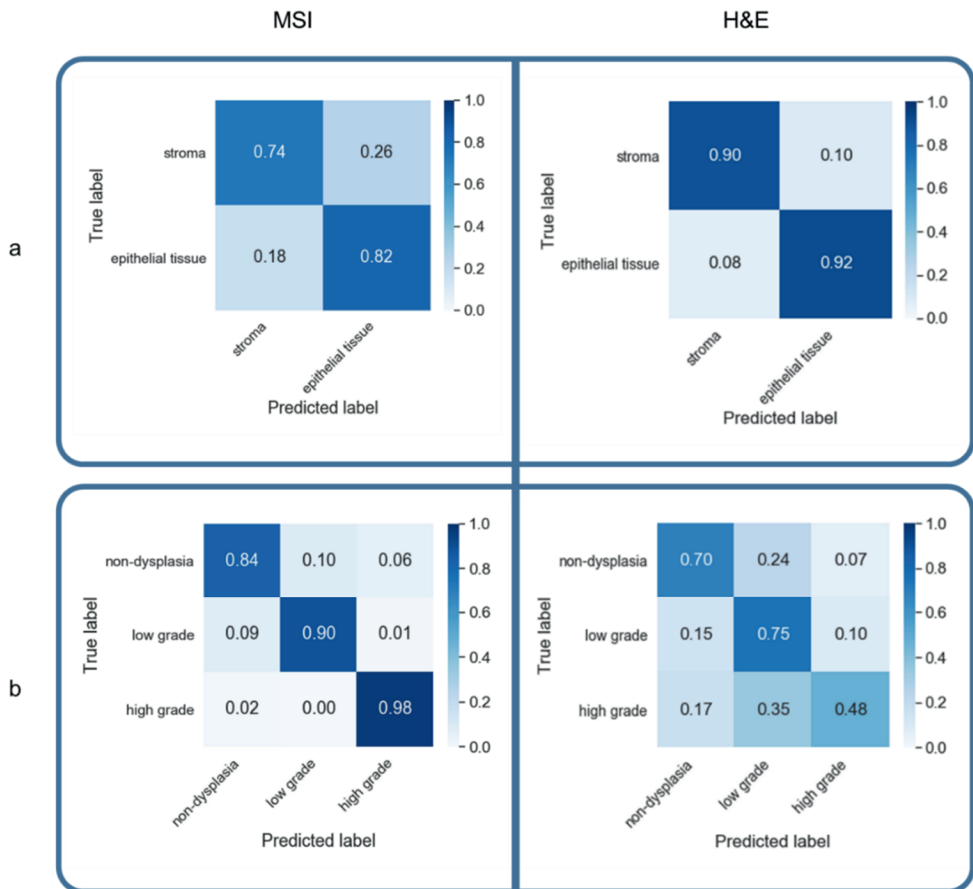 MSI
H&E
a
True label
stroma
epithelial tissue
0.74 0.26
0.18 0.82
1.0
0.8
0.6
0.4
0.2
0.0
stroma
epithelial tissue
Predicted label
True label
stroma
epithelial tissue
0.90 0.10
0.08 0.92
1.0
0.8
0.6
0.4
0.2
0.0
stroma
epithelial tissue
Predicted label
b
True label
non-dysplasia
low grade
high grade
0.84 0.10 0.06
0.09 0.90 0.01
0.02 0.00 0.98
1.0
0.8
0.6
0.4
0.2
0.0
non-dysplasia
low grade
high grade
Predicted label
True label
non-dysplasia
low grade
high grade
0.70 0.24 0.07
0.15 0.75 0.10
0.17 0.35 0.48
1.0
0.8
0.6
0.4
0.2
0.0
non-dysplasia
low grade
high grade
Predicted label